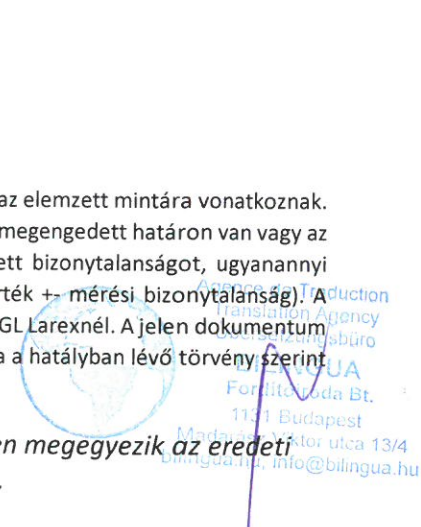 az elemzett mintára vonatkoznak.
megengedett határon van vagy az
ett bizonytalanságot, ugyanannyi
rték +- mérési bizonytalanság). A
GL Larexnél. A jelen dokumentum
a a hatályban lévő törvény szerint
en megegyezik az eredeti
Agence de Traduction
Translation Agency
Übersetzungsbüro
BILINGUA
Fordítóiroda Bt.
1131 Budapest
Madarász Viktor utca 13/4
bilingua.hu, info@bilingua.hu